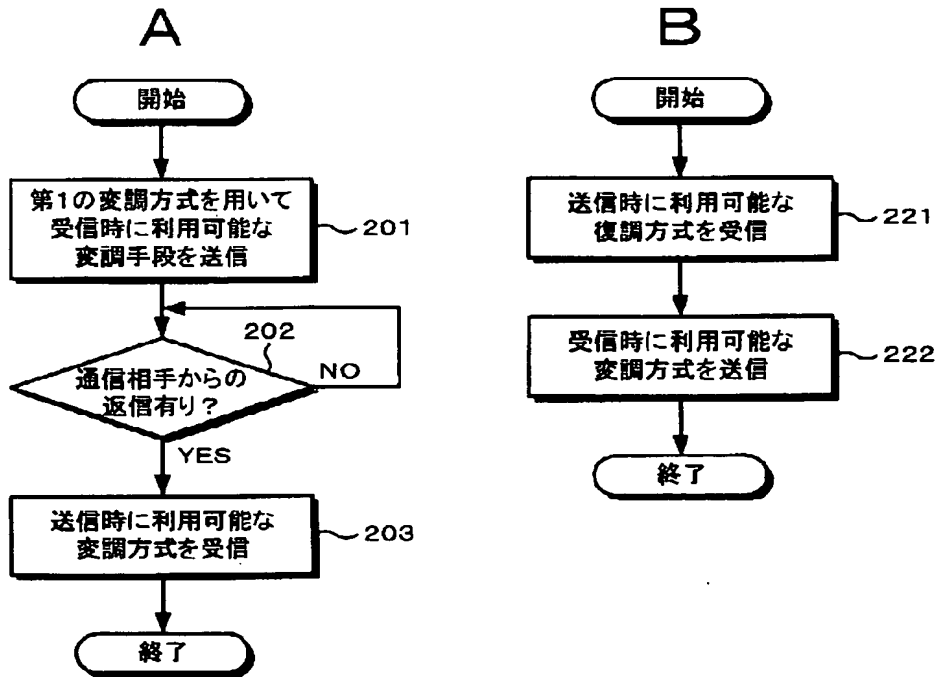 A
開始
第1の変調方式を用いて
受信時に利用可能な
変調手段を送信
201
202
通信相手からの
返信有り？
NO
YES
送信時に利用可能な
変調方式を受信
203
終了
B
開始
送信時に利用可能な
復調方式を受信
221
受信時に利用可能な
変調方式を送信
222
終了